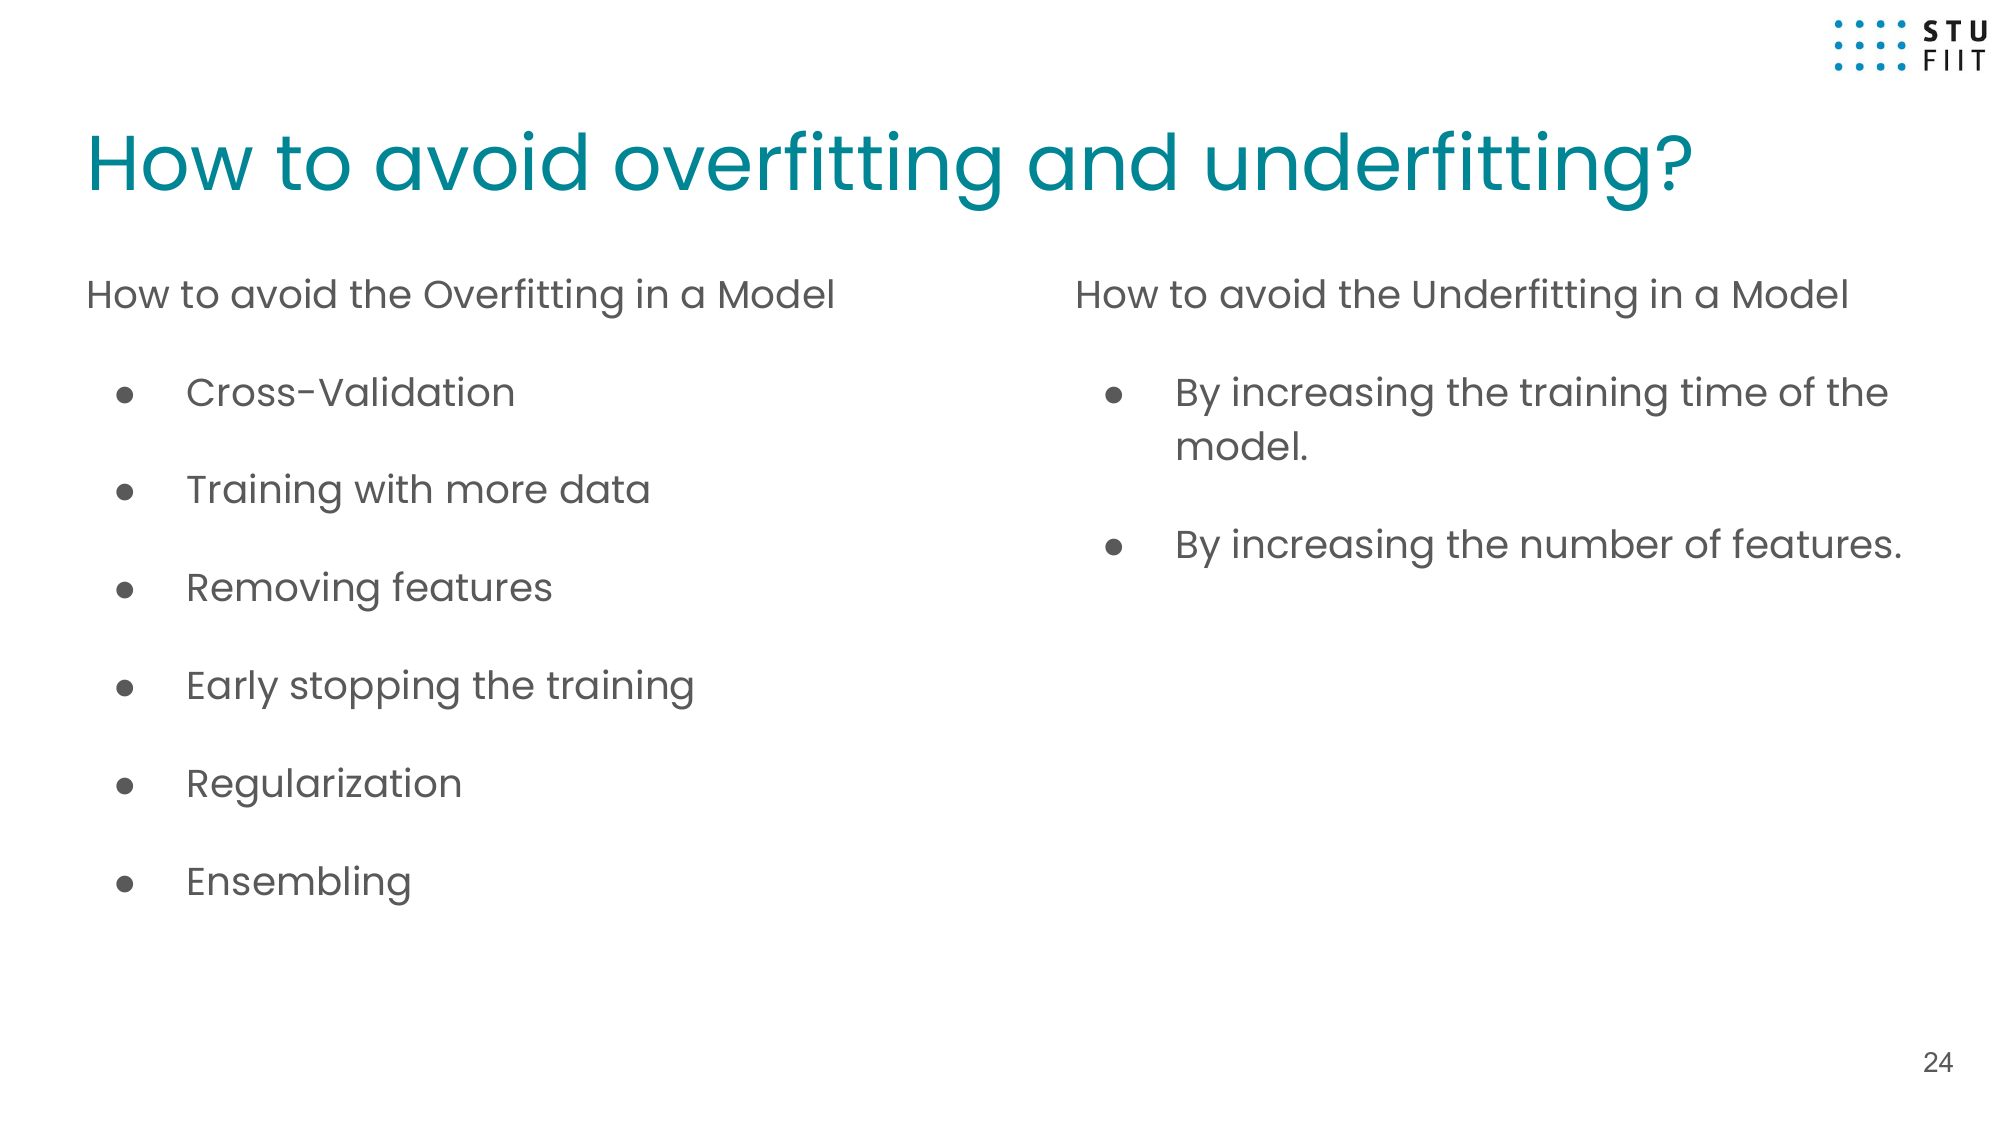 STU
FIIT
How to avoid overfitting and underfitting?
How to avoid the Overfitting in a Model
● Cross-Validation
● Training with more data
● Removing features
● Early stopping the training
● Regularization
● Ensembling
How to avoid the Underfitting in a Model
● By increasing the training time of the
model.
● By increasing the number of features.
24